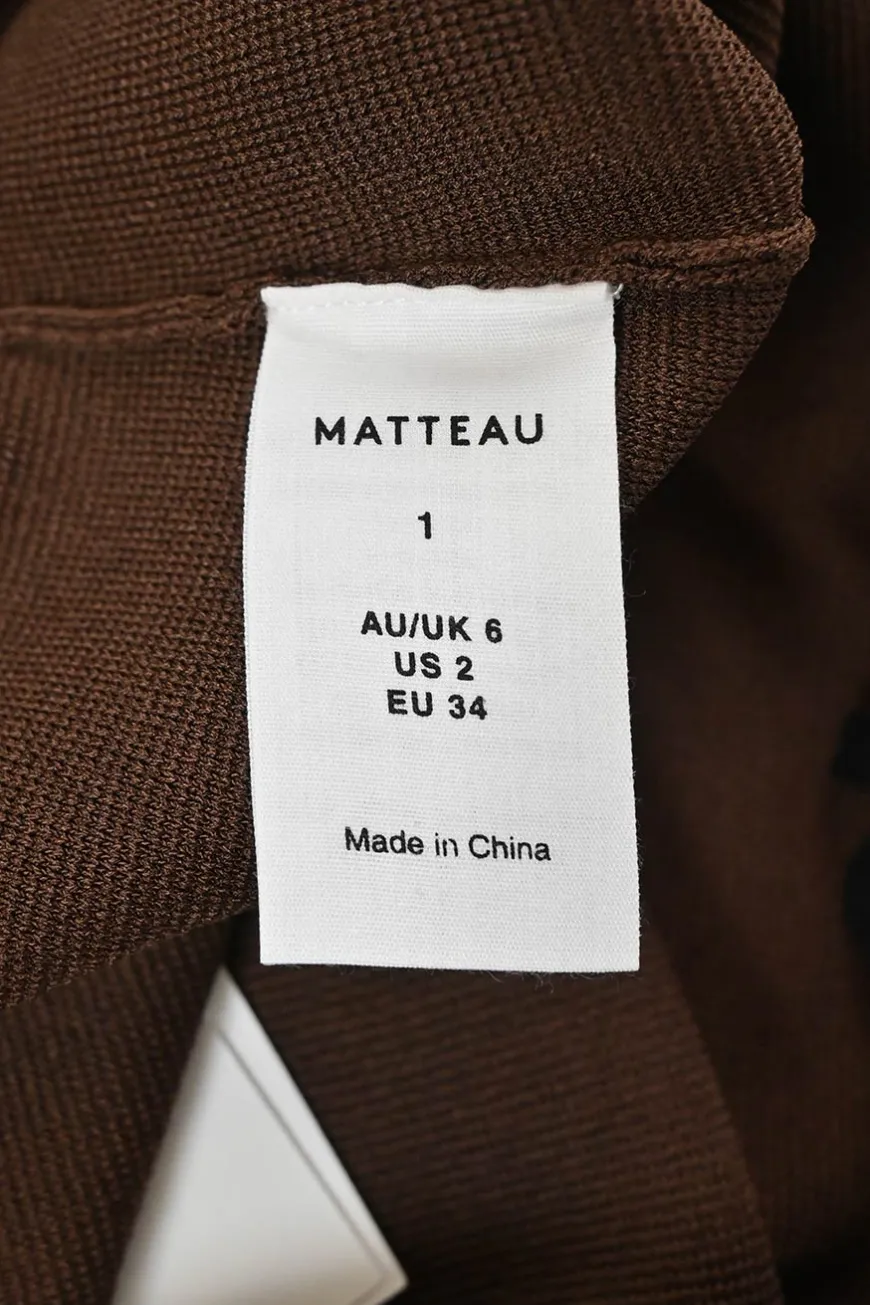 MATTEAU
1
AU/UK 6
US 2
EU 34
Made in China